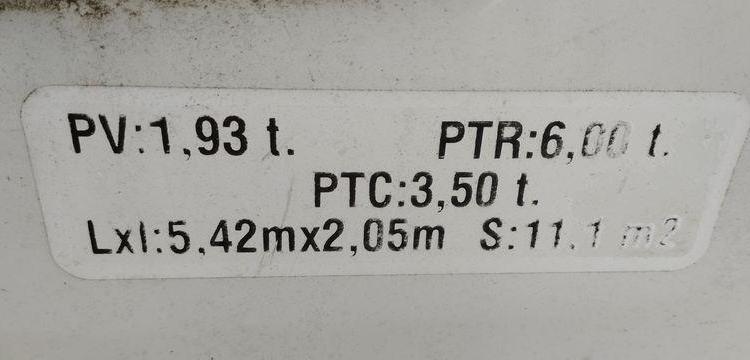 PV:1,93 t. PTR:6,00 t.
PTC:3,50 t.
Lxl:5,42mx2,05m S:11.1 m2